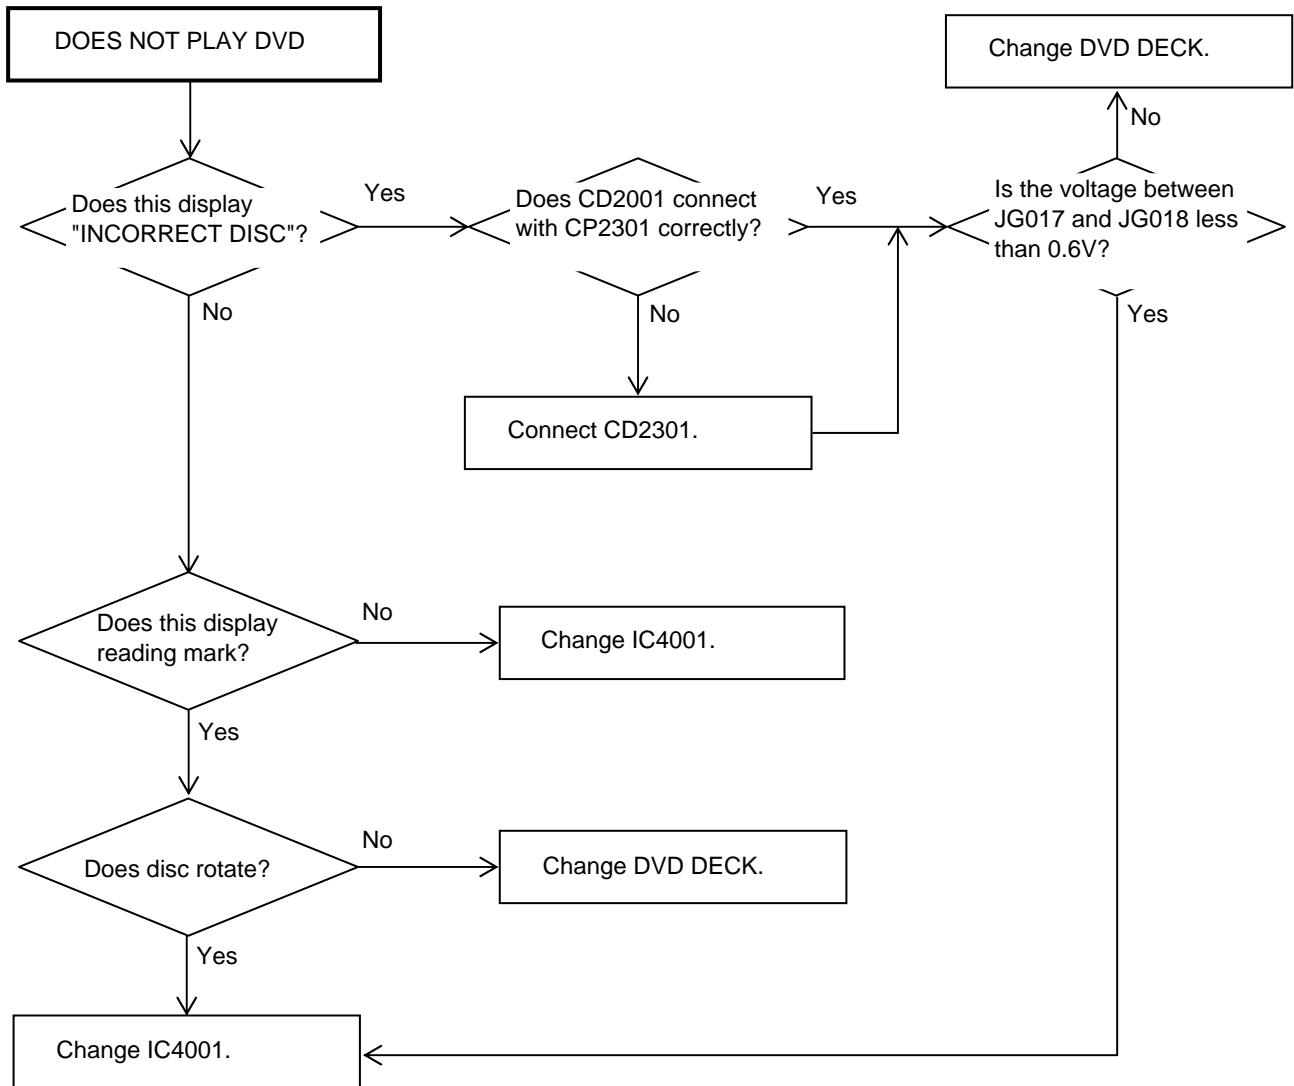 DOES NOT PLAY DVD
Change DVD DECK.
No
Does this display
"INCORRECT DISC"?
Yes
Does CD2001 connect
with CP2301 correctly?
Yes
Is the voltage between
JG017 and JG018 less
than 0.6V?
No
No
Yes
Connect CD2301.
Does this display
reading mark?
No
Change IC4001.
Yes
Does disc rotate?
No
Change DVD DECK.
Yes
Change IC4001.